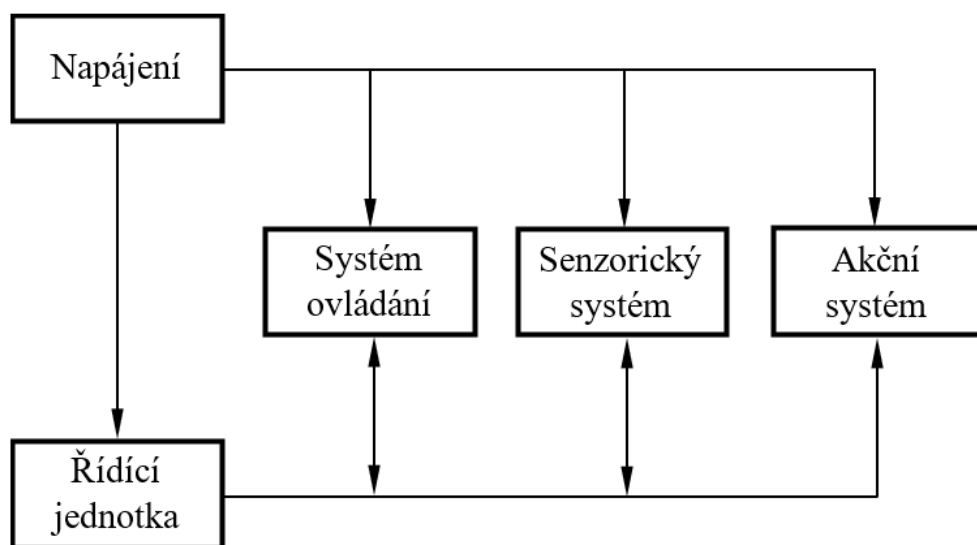 Napájení
Systém
ovládání
Senzorický
systém
Akční
systém
Řídící
jednotka